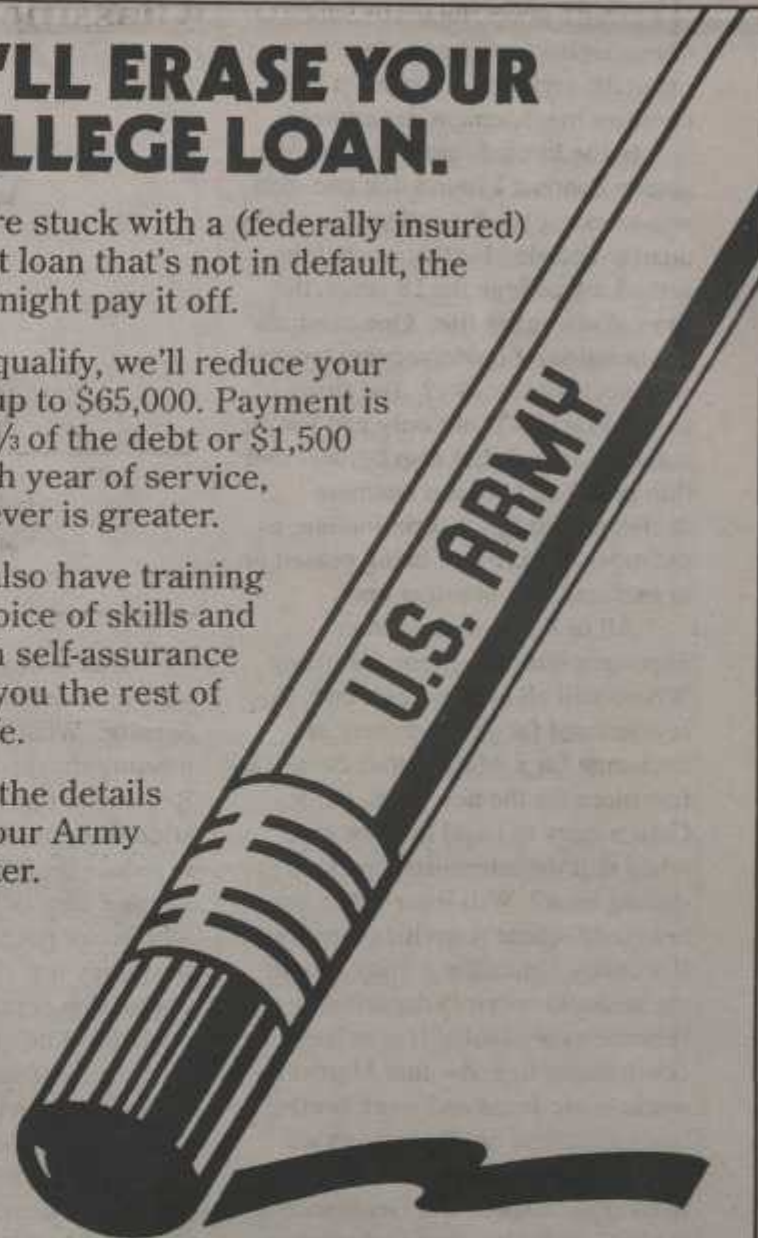 'LL ERASE YOUR
LLEGE LOAN.
re stuck with a (federally insured)
t loan that's not in default, the
might pay it off.
qualify, we'll reduce your
up to $65,000. Payment is
⅓ of the debt or $1,500
h year of service,
ever is greater.
also have training
oice of skills and
n self-assurance
you the rest of
e.
the details
our Army
ter.
U.S. ARMY